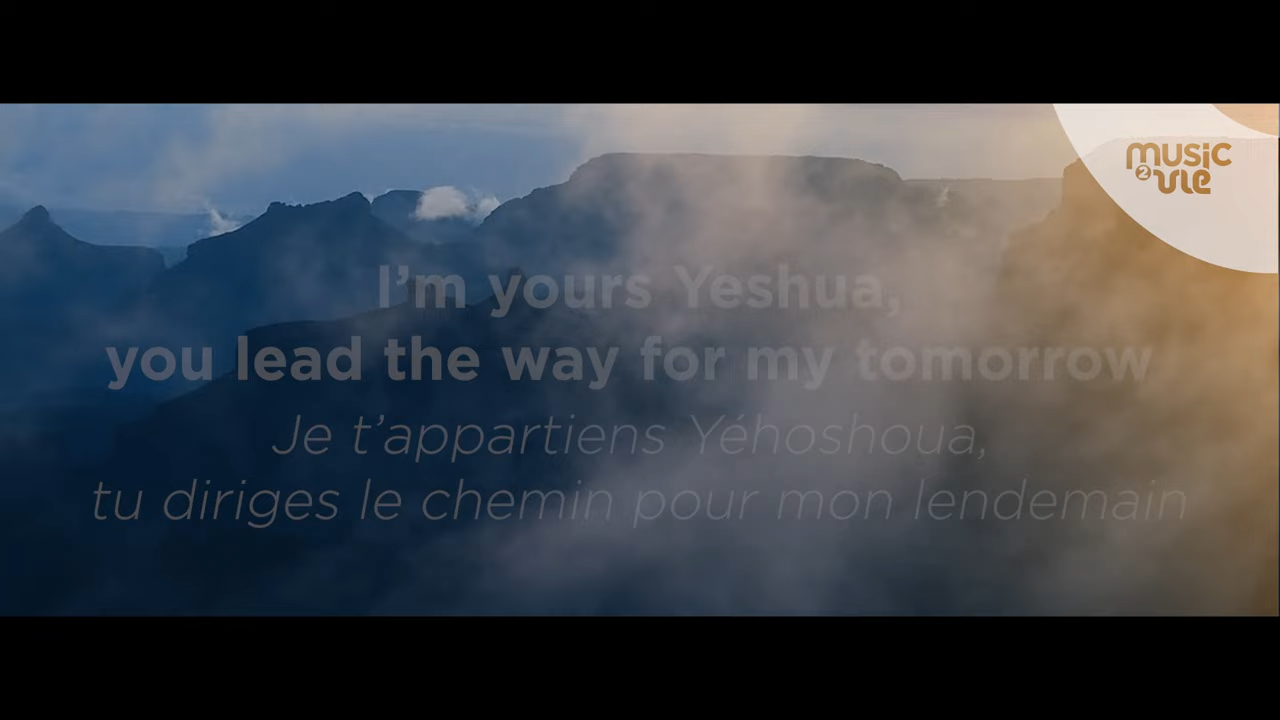 music
2 vie
I'm yours Yeshua,
you lead the way for my tomorrow
Je t'appartiens Yéhoshoua,
tu diriges le chemin pour mon lendemain